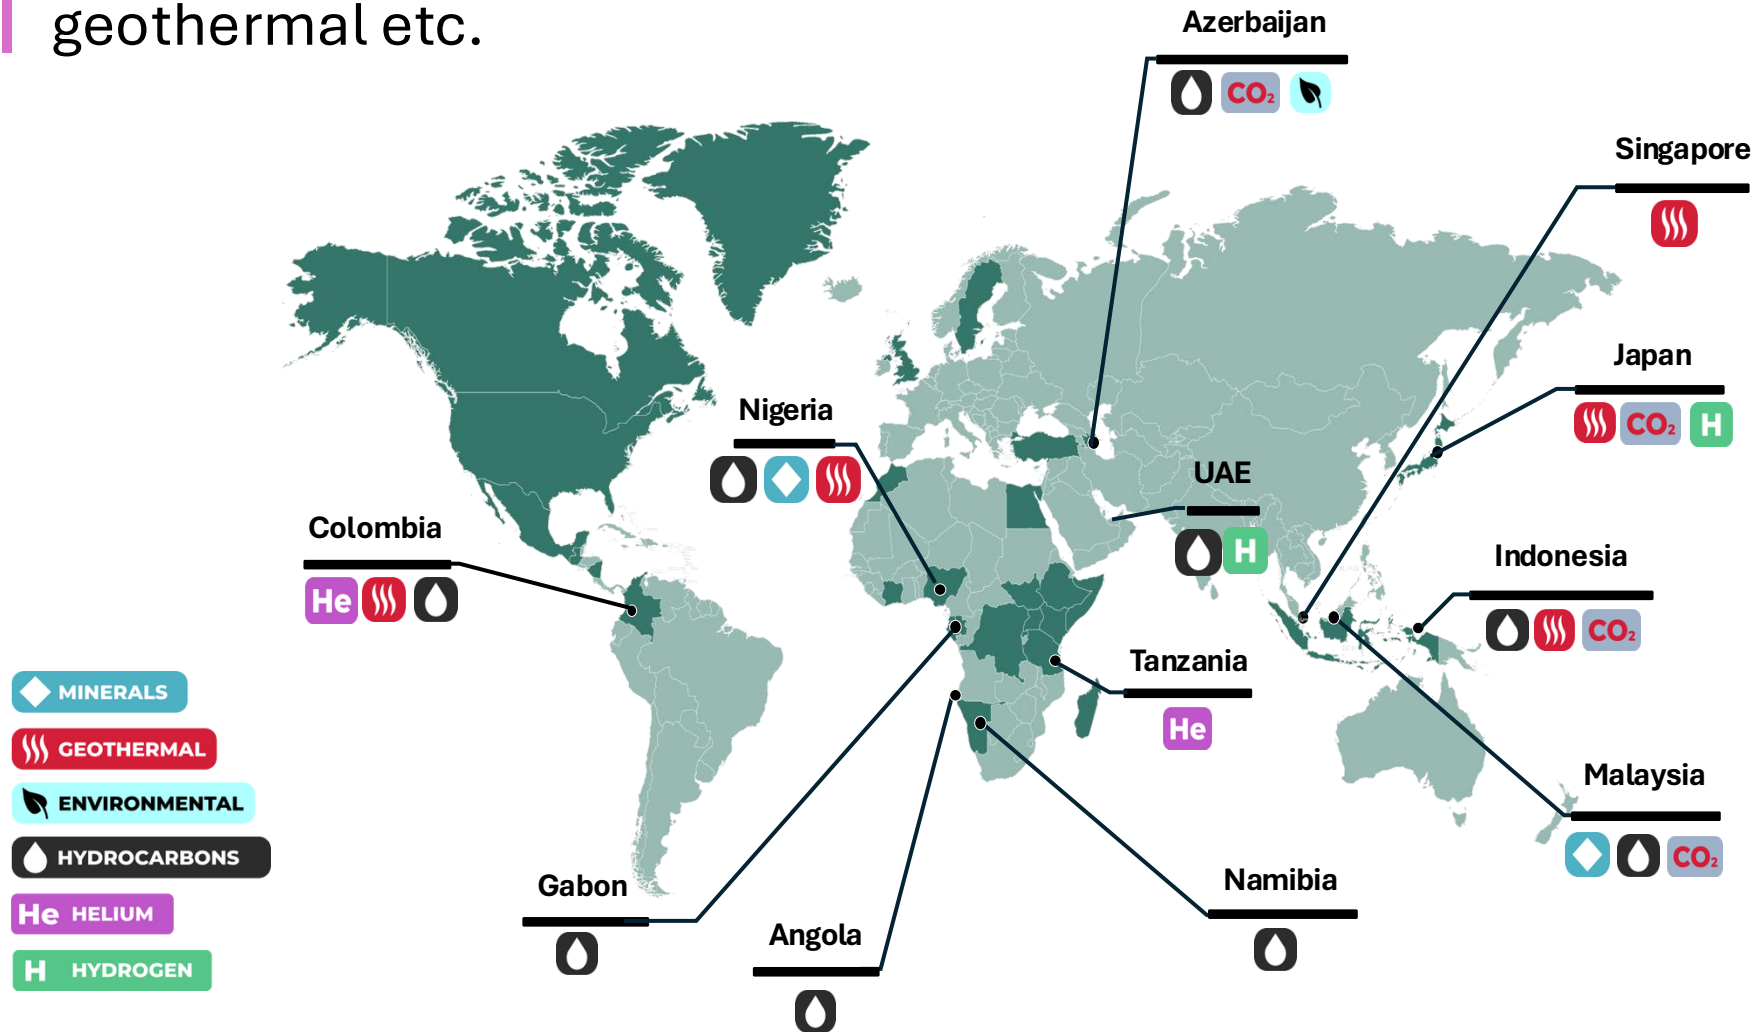 geothermal etc.
Azerbaijan
CO₂
Singapore
Japan
CO₂ H
Nigeria
UAE
H
Colombia
He
Indonesia
CO₂
Tanzania
He
MINERALS
GEOTHERMAL
ENVIRONMENTAL
HYDROCARBONS
He HELIUM
H HYDROGEN
Malaysia
CO₂
Gabon
Angola
Namibia